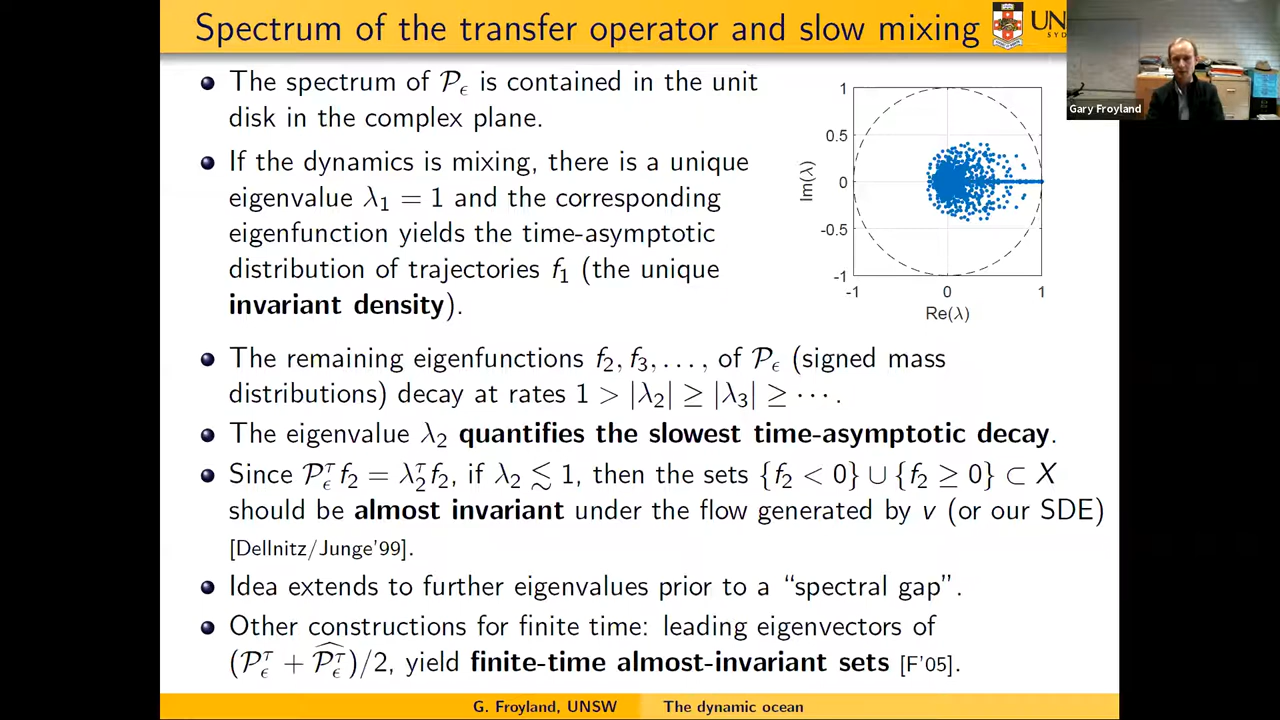 Spectrum of the transfer operator and slow mixing
UN
SYD
Gary Froyland
The spectrum of 𝒫ϵ is contained in the unit
disk in the complex plane.
If the dynamics is mixing, there is a unique
eigenvalue λ₁ = 1 and the corresponding
eigenfunction yields the time-asymptotic
distribution of trajectories f₁ (the unique
invariant density).
1
0.5
0
-0.5
-1
Im(λ)
-1
0
1
Re(λ)
The remaining eigenfunctions f₂, f₃, . . . , of 𝒫ϵ (signed mass
distributions) decay at rates 1 > |λ₂| ≥ |λ₃| ≥ ⋯ .
The eigenvalue λ₂ quantifies the slowest time-asymptotic decay.
Since 𝒫ϵ^τ f₂ = λ₂^τ f₂, if λ₂ ≲ 1, then the sets {f₂ < 0} ∪ {f₂ ≥ 0} ⊂ X
should be almost invariant under the flow generated by v (or our SDE)
[Dellnitz/Junge'99].
Idea extends to further eigenvalues prior to a “spectral gap”.
Other constructions for finite time: leading eigenvectors of
(𝒫ϵ^τ + \widehat{𝒫ϵ^τ})/2, yield finite-time almost-invariant sets [F'05].
G. Froyland, UNSW
The dynamic ocean